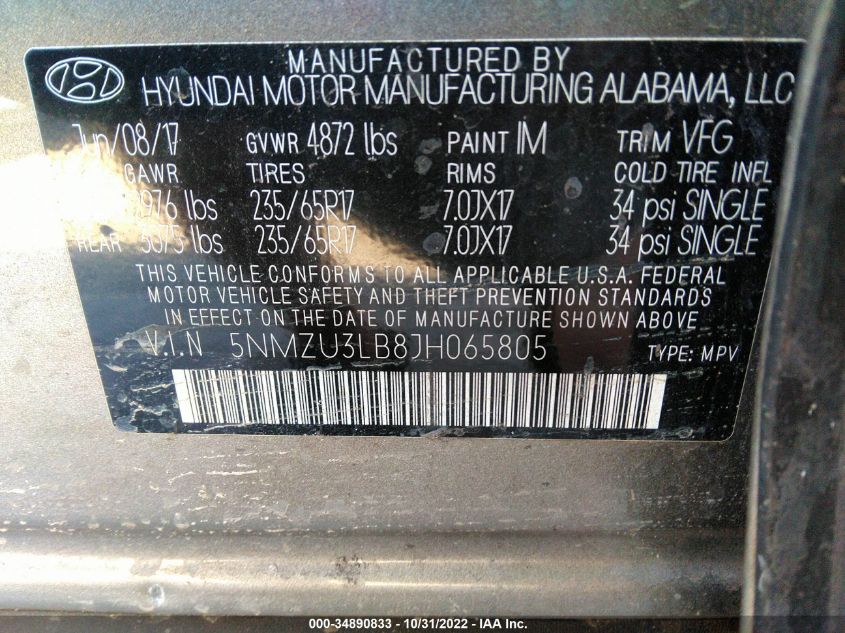 MANUFACTURED BY
HYUNDAI MOTOR MANUFACTURING ALABAMA, LLC
Jun/08/17 GVWR 4872 lbs PAINT IM TRIM VFG
GAWR TIRES RIMS COLD TIRE INFL
lbs 235/65R17 7.0JX17 34 psi SINGLE
REAR lbs 235/65R17 7.0JX17 34 psi SINGLE
THIS VEHICLE CONFORMS TO ALL APPLICABLE U.S.A. FEDERAL
MOTOR VEHICLE SAFETY AND THEFT PREVENTION STANDARDS
IN EFFECT ON THE DATE OF MANUFACTURE SHOWN ABOVE.
V.I.N 5NMZU3LB8JH065805 TYPE: MPV
000-34890833 - 10/31/2022 - IAA Inc.